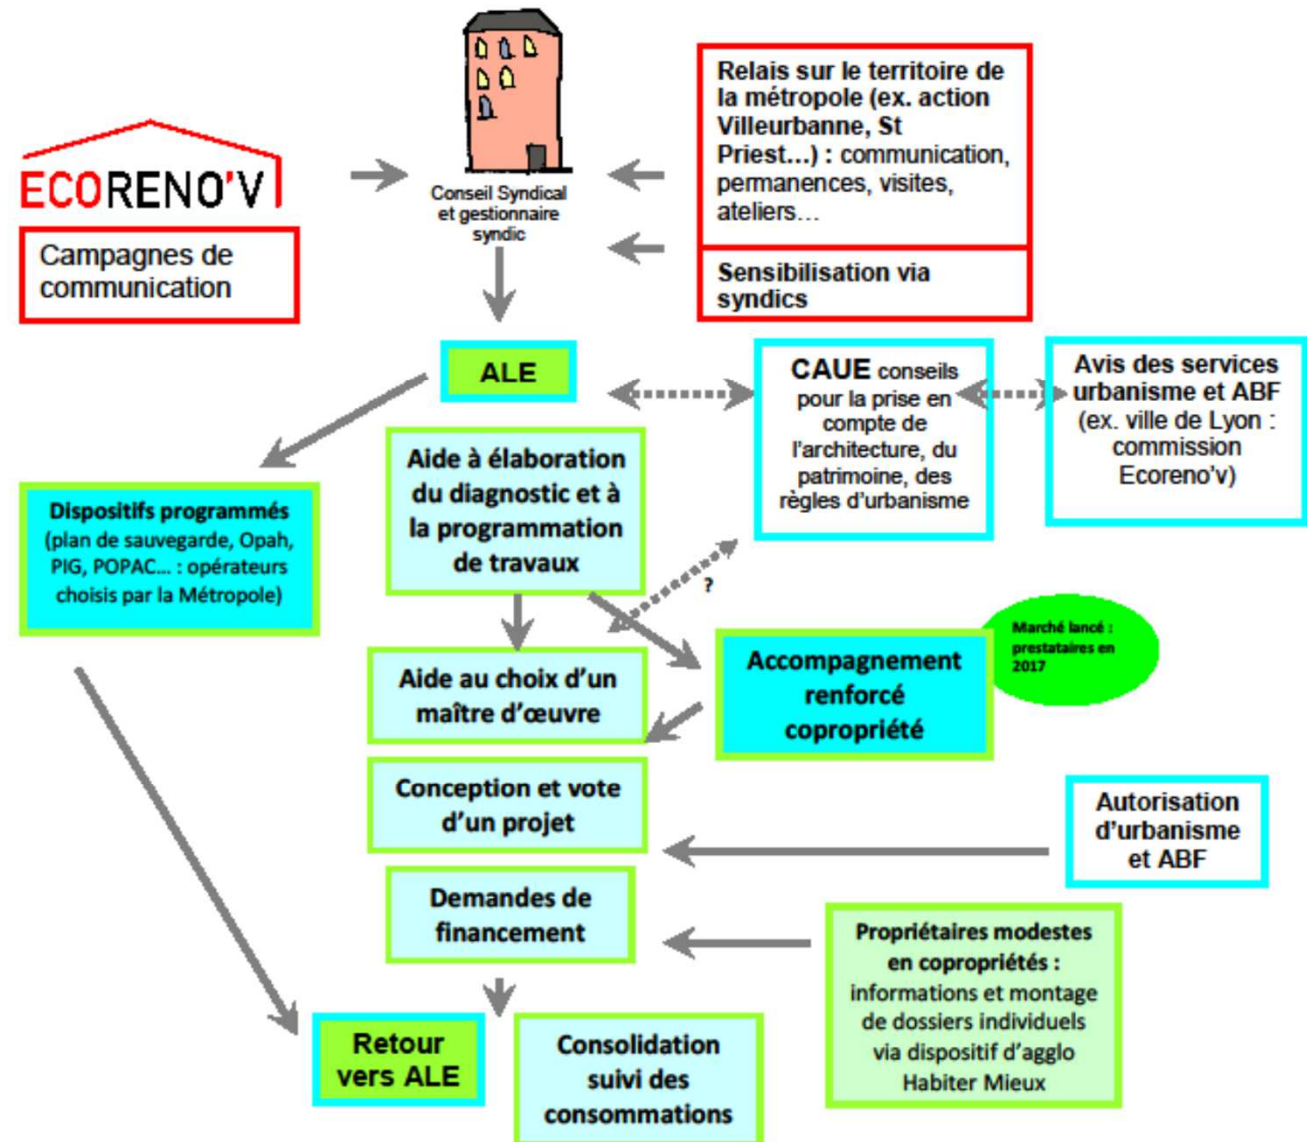 ECORENO'V
Campagnes de
communication
Conseil Syndical
et gestionnaire
syndic
Relais sur le territoire de
la métropole (ex. action
Villeurbanne, St
Priest…) : communication,
permanences, visites,
ateliers…
Sensibilisation via
syndics
ALE
CAUE conseils
pour la prise en
compte de
l'architecture, du
patrimoine, des
règles d'urbanisme
Avis des services
urbanisme et ABF
(ex. ville de Lyon :
commission
Ecoreno'v)
Aide à élaboration
du diagnostic et à
la programmation
de travaux
Dispositifs programmés
(plan de sauvegarde, Opah,
PIG, POPAC… : opérateurs
choisis par la Métropole)
?
Marché lancé :
prestataires en
2017
Aide au choix d'un
maître d'œuvre
Accompagnement
renforcé
copropriété
Conception et vote
d'un projet
Autorisation
d'urbanisme
et ABF
Demandes de
financement
Propriétaires modestes
en copropriétés :
informations et montage
de dossiers individuels
via dispositif d'agglo
Habiter Mieux
Retour
vers ALE
Consolidation
suivi des
consommations